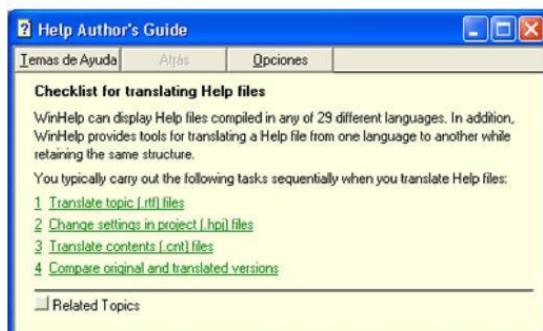 Help Author's Guide
Temas de Ayuda Atrás Opciones
Checklist for translating Help files
WinHelp can display Help files compiled in any of 29 different languages. In addition,
WinHelp provides tools for translating a Help file from one language to another while
retaining the same structure.
You typically carry out the following tasks sequentially when you translate Help files:
1 Translate topic (.rtf) files
2 Change settings in project (.hpj) files
3 Translate contents (.cnt) files
4 Compare original and translated versions
Related Topics